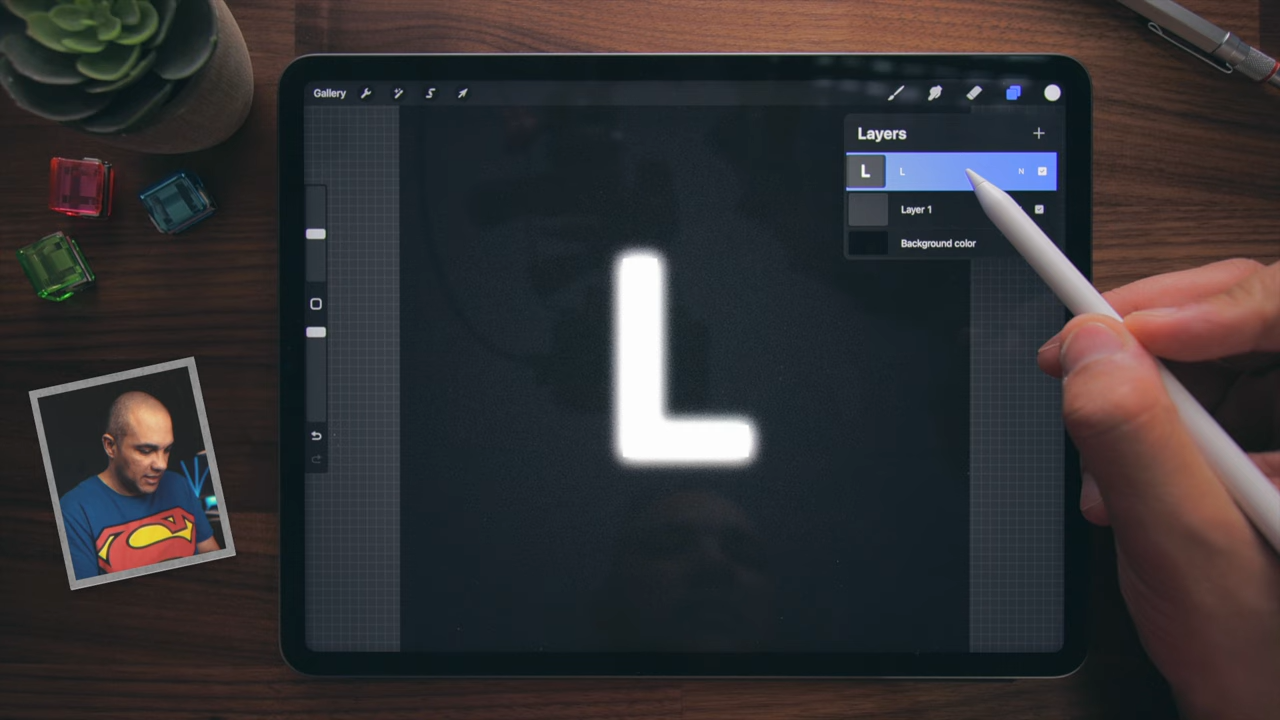 Gallery
Layers
L
L N
Layer 1
Background color
L